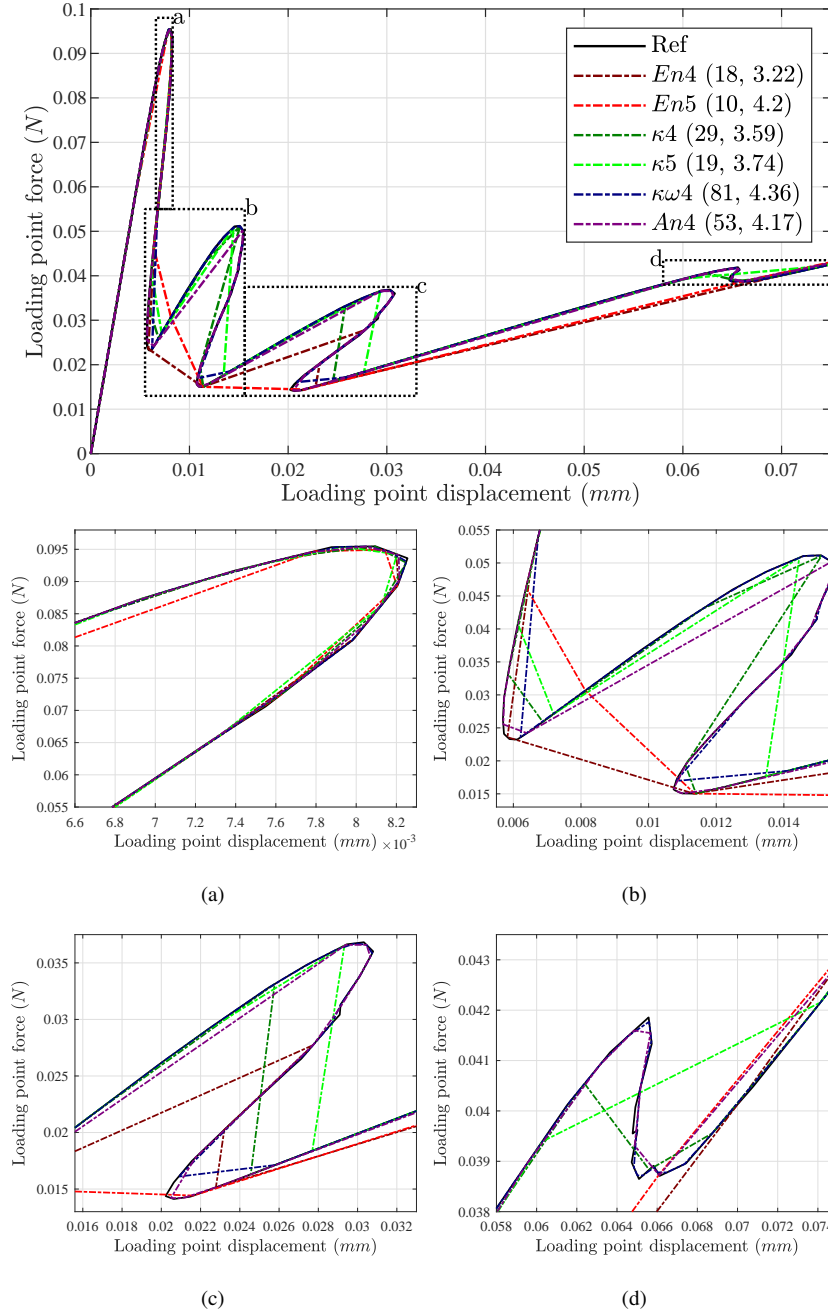 0.1
0.09
0.08
0.07
0.06
0.05
0.04
0.03
0.02
0.01
0
Loading point force (N)
a
b
c
d
Ref
En4 (18, 3.22)
En5 (10, 4.2)
κ4 (29, 3.59)
κ5 (19, 3.74)
κω4 (81, 4.36)
An4 (53, 4.17)
0 0.01 0.02 0.03 0.04 0.05 0.06 0.07
Loading point displacement (mm)
0.095
0.09
0.085
0.08
0.075
0.07
0.065
0.06
0.055
Loading point force (N)
6.6 6.8 7 7.2 7.4 7.6 7.8 8 8.2
Loading point displacement (mm) ×10⁻³
(a)
0.055
0.05
0.045
0.04
0.035
0.03
0.025
0.02
0.015
Loading point force (N)
0.006 0.008 0.01 0.012 0.014
Loading point displacement (mm)
(b)
0.035
0.03
0.025
0.02
0.015
Loading point force (N)
0.016 0.018 0.02 0.022 0.024 0.026 0.028 0.03 0.032
Loading point displacement (mm)
(c)
0.043
0.042
0.041
0.04
0.039
0.038
Loading point force (N)
0.058 0.06 0.062 0.064 0.066 0.068 0.07 0.072 0.074
Loading point displacement (mm)
(d)